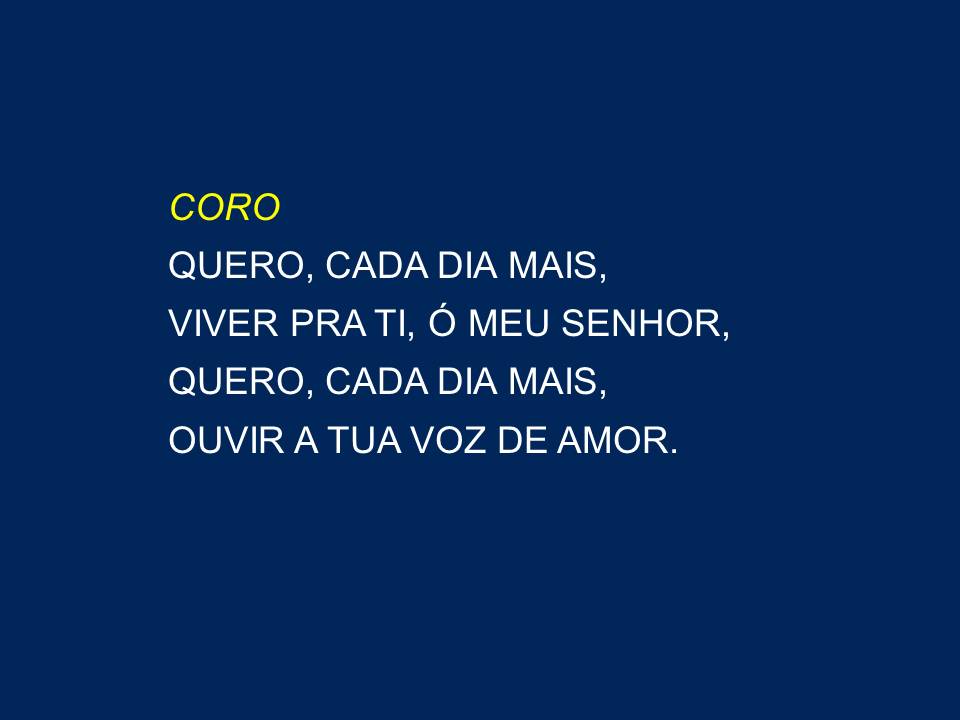 CORO
QUERO, CADA DIA MAIS,
VIVER PRA TI, Ó MEU SENHOR,
QUERO, CADA DIA MAIS,
OUVIR A TUA VOZ DE AMOR.